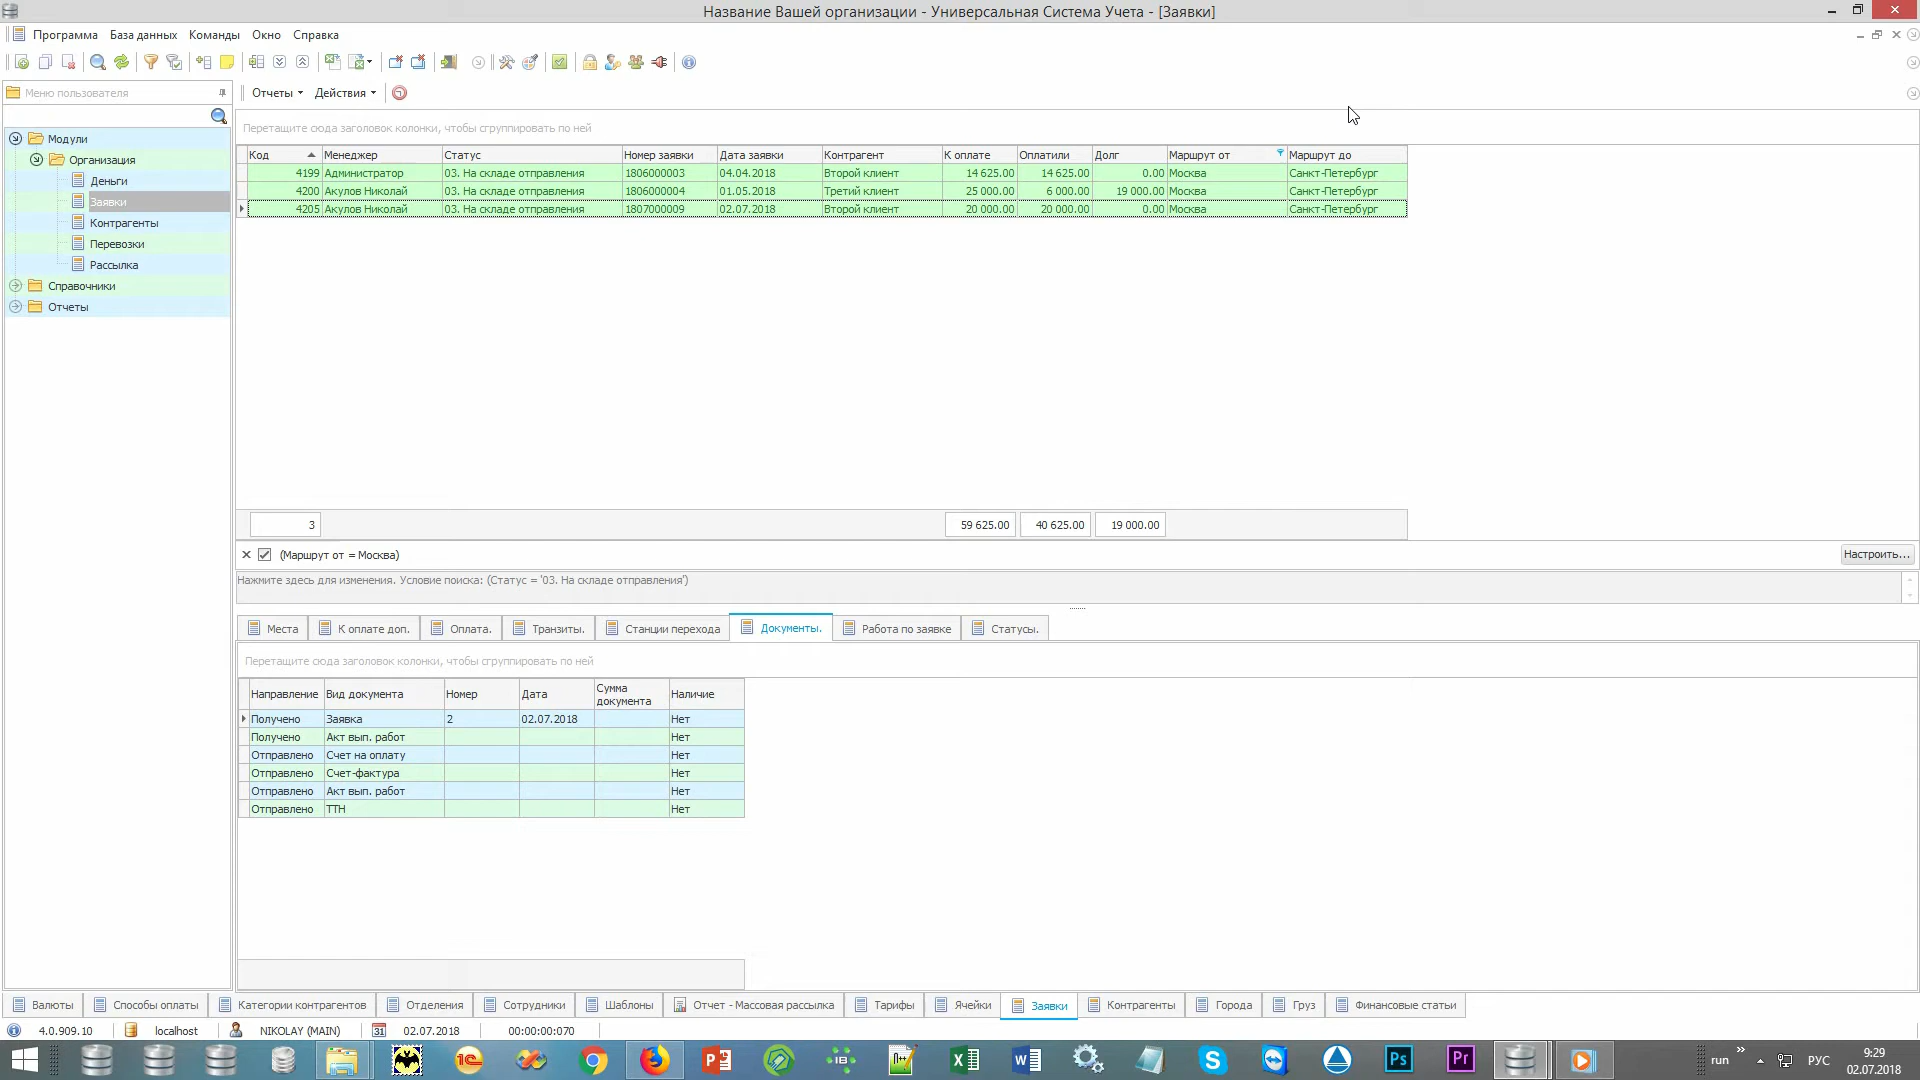 Название Вашей организации - Универсальная Система Учета - [Заявки]
Программа База данных Команды Окно Справка
Меню пользователя
Отчеты Действия
Перетащите сюда заголовок колонки, чтобы сгруппировать по ней
Модули
Организация
Деньги
Заявки
Контрагенты
Перевозки
Рассылка
Справочники
Отчеты
Код Менеджер Статус Номер заявки Дата заявки Контрагент К оплате Оплатили Долг Маршрут от Маршрут до
4199 Администратор 03. На складе отправления 1806000003 04.04.2018 Второй клиент 14 625.00 14 625.00 0.00 Москва Санкт-Петербург
4200 Акулов Николай 03. На складе отправления 1806000004 01.05.2018 Третий клиент 25 000.00 6 000.00 19 000.00 Москва Санкт-Петербург
4205 Акулов Николай 03. На складе отправления 1807000009 02.07.2018 Второй клиент 20 000.00 20 000.00 0.00 Москва Санкт-Петербург
3 59 625.00 40 625.00 19 000.00
(Маршрут от = Москва) Настроить...
Нажмите здесь для изменения. Условие поиска: (Статус = '03. На складе отправления')
Места К оплате доп. Оплата. Транзиты. Станции перехода Документы. Работа по заявке Статусы.
Перетащите сюда заголовок колонки, чтобы сгруппировать по ней
Направление Вид документа Номер Дата Сумма документа Наличие
Получено Заявка 2 02.07.2018 Нет
Получено Акт вып. работ Нет
Отправлено Счет на оплату Нет
Отправлено Счет-фактура Нет
Отправлено Акт вып. работ Нет
Отправлено ТТН Нет
Валюты Способы оплаты Категории контрагентов Отделения Сотрудники Шаблоны Отчет - Массовая рассылка Тарифы Ячейки Заявки Контрагенты Города Груз Финансовые статьи
4.0.909.10 localhost NIKOLAY (MAIN) 31 02.07.2018 00:00:00:070
run РУС 9:29
02.07.2018